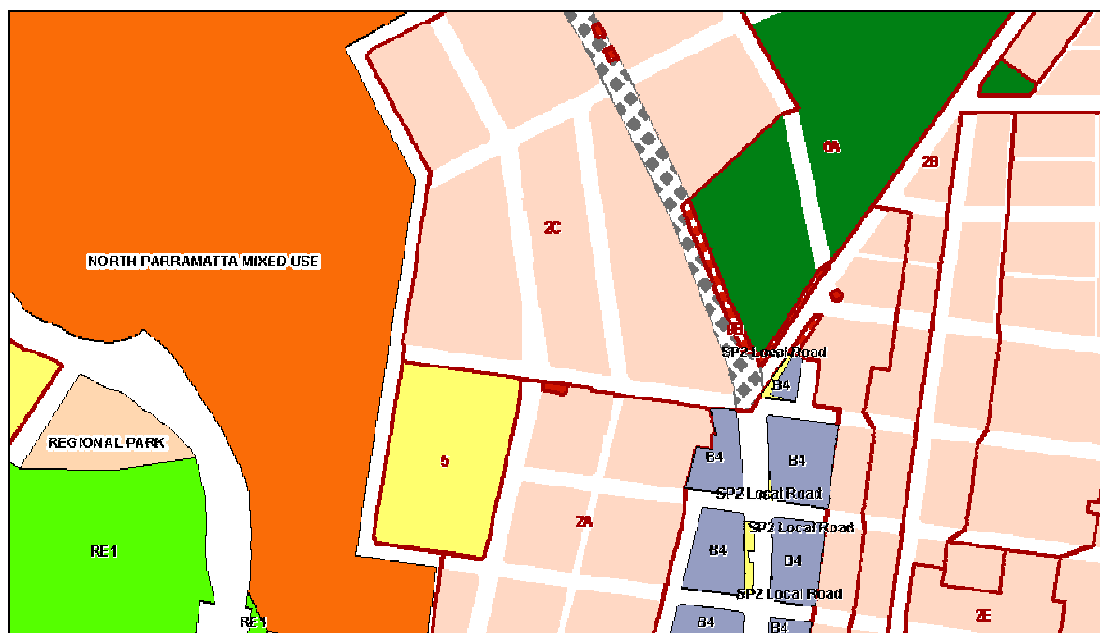 6A
2B
2C
NORTH PARRAMATTA MIXED USE
SP2 Local Road
B4
REGIONAL PARK
5
B4
B4
SP2 Local Road
2A
SP2 Local Road
RE1
B4
B4
SP2 Local Road
RE1
B4
B4
2E